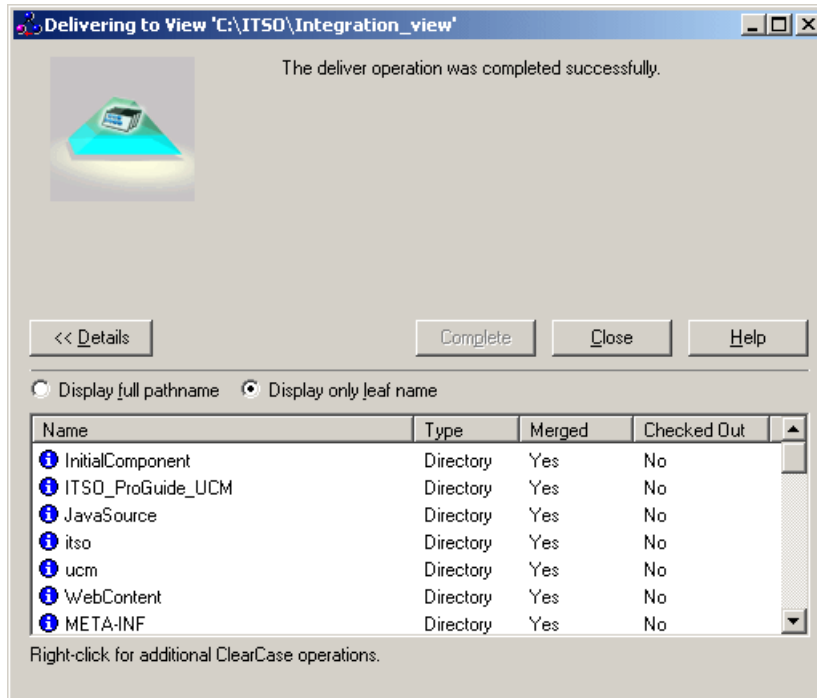 Delivering to View 'C:\ITSO\Integration_view'
The deliver operation was completed successfully.
<< Details Complete Close Help
Display full pathname Display only leaf name
Name Type Merged Checked Out
InitialComponent Directory Yes No
ITSO_ProGuide_UCM Directory Yes No
JavaSource Directory Yes No
itso Directory Yes No
ucm Directory Yes No
WebContent Directory Yes No
META-INF Directory Yes No
Right-click for additional ClearCase operations.